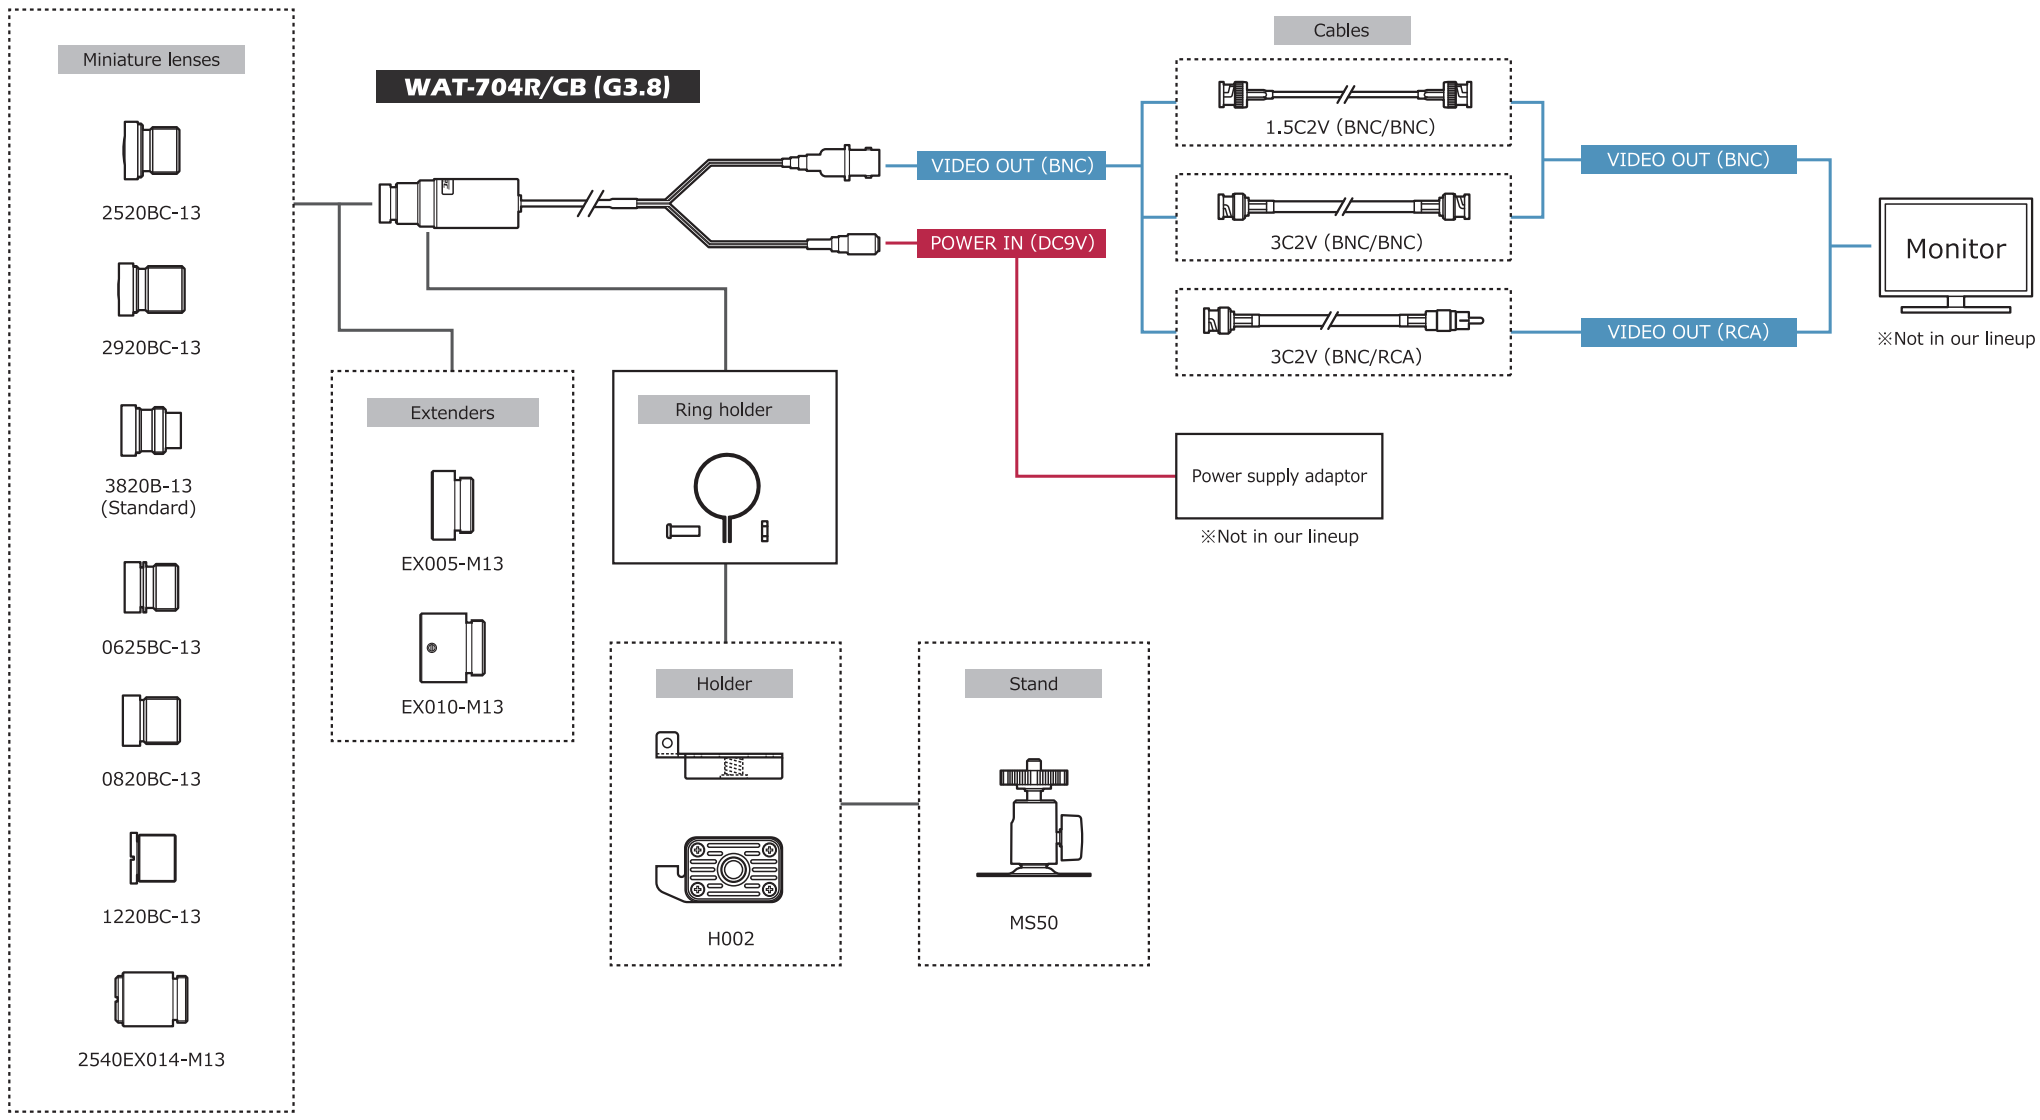 Miniature lenses
2520BC-13
2920BC-13
3820B-13
(Standard)
0625BC-13
0820BC-13
1220BC-13
2540EX014-M13
WAT-704R/CB (G3.8)
Extenders
EX005-M13
EX010-M13
Ring holder
Holder
H002
Stand
MS50
VIDEO OUT (BNC)
POWER IN (DC9V)
Cables
1.5C2V (BNC/BNC)
3C2V (BNC/BNC)
3C2V (BNC/RCA)
Power supply adaptor
※Not in our lineup
VIDEO OUT (BNC)
VIDEO OUT (RCA)
Monitor
※Not in our lineup